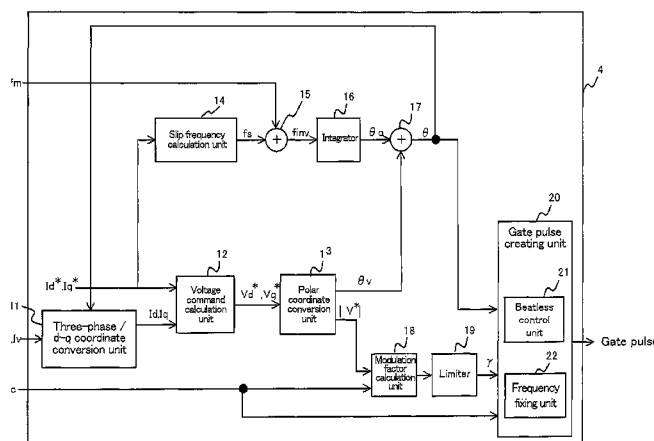 4
fm
14
15
16
17
Slip frequency
calculation unit
fs
+
finv
Integrator
θa
+
θ
20
Gate pulse
creating unit
12
13
θv
21
Id*,Iq*
Voltage
command
calculation
unit
Vd*,Vq*
Polar
coordinate
conversion
unit
|V*|
Beatless
control
unit
11
Three-phase /
d-q coordinate
conversion unit
Id,Iq
18
19
Gate pulse
Modulation
factor
calculation
unit
Limiter
γ
22
Frequency
fixing unit